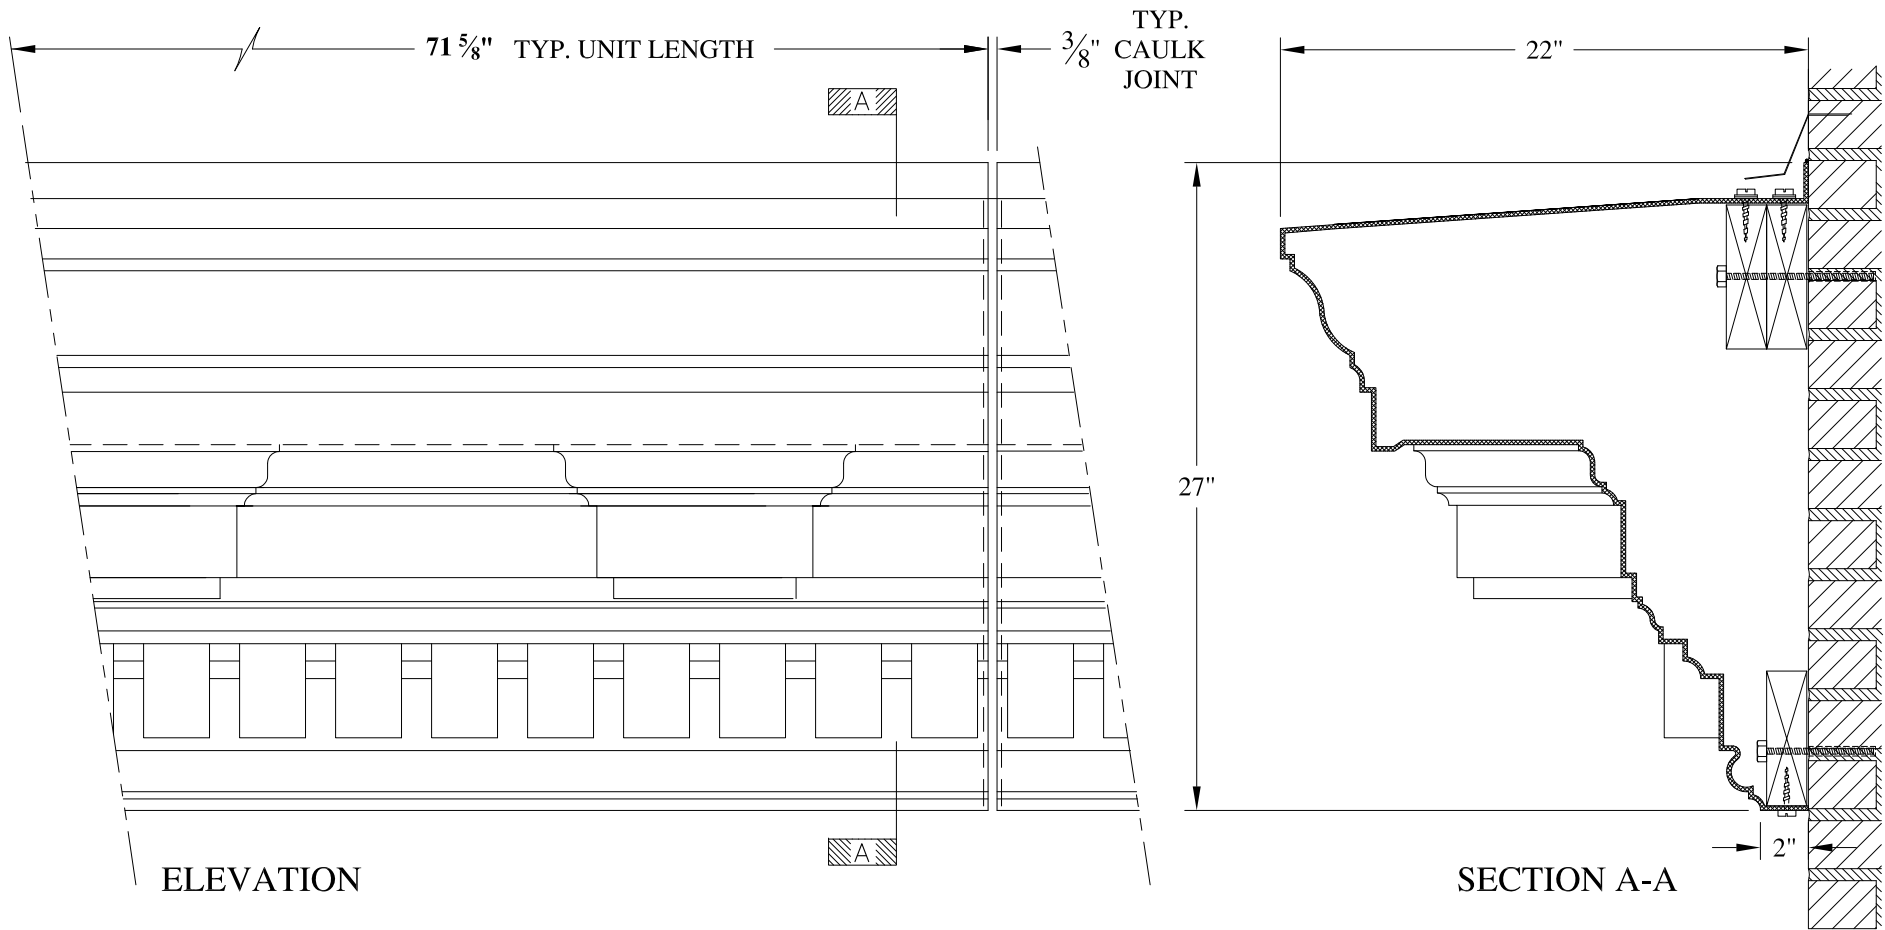 71 ⅝" TYP. UNIT LENGTH
⅜"
TYP.
CAULK
JOINT
22"
A
27"
2"
A
ELEVATION
SECTION A-A